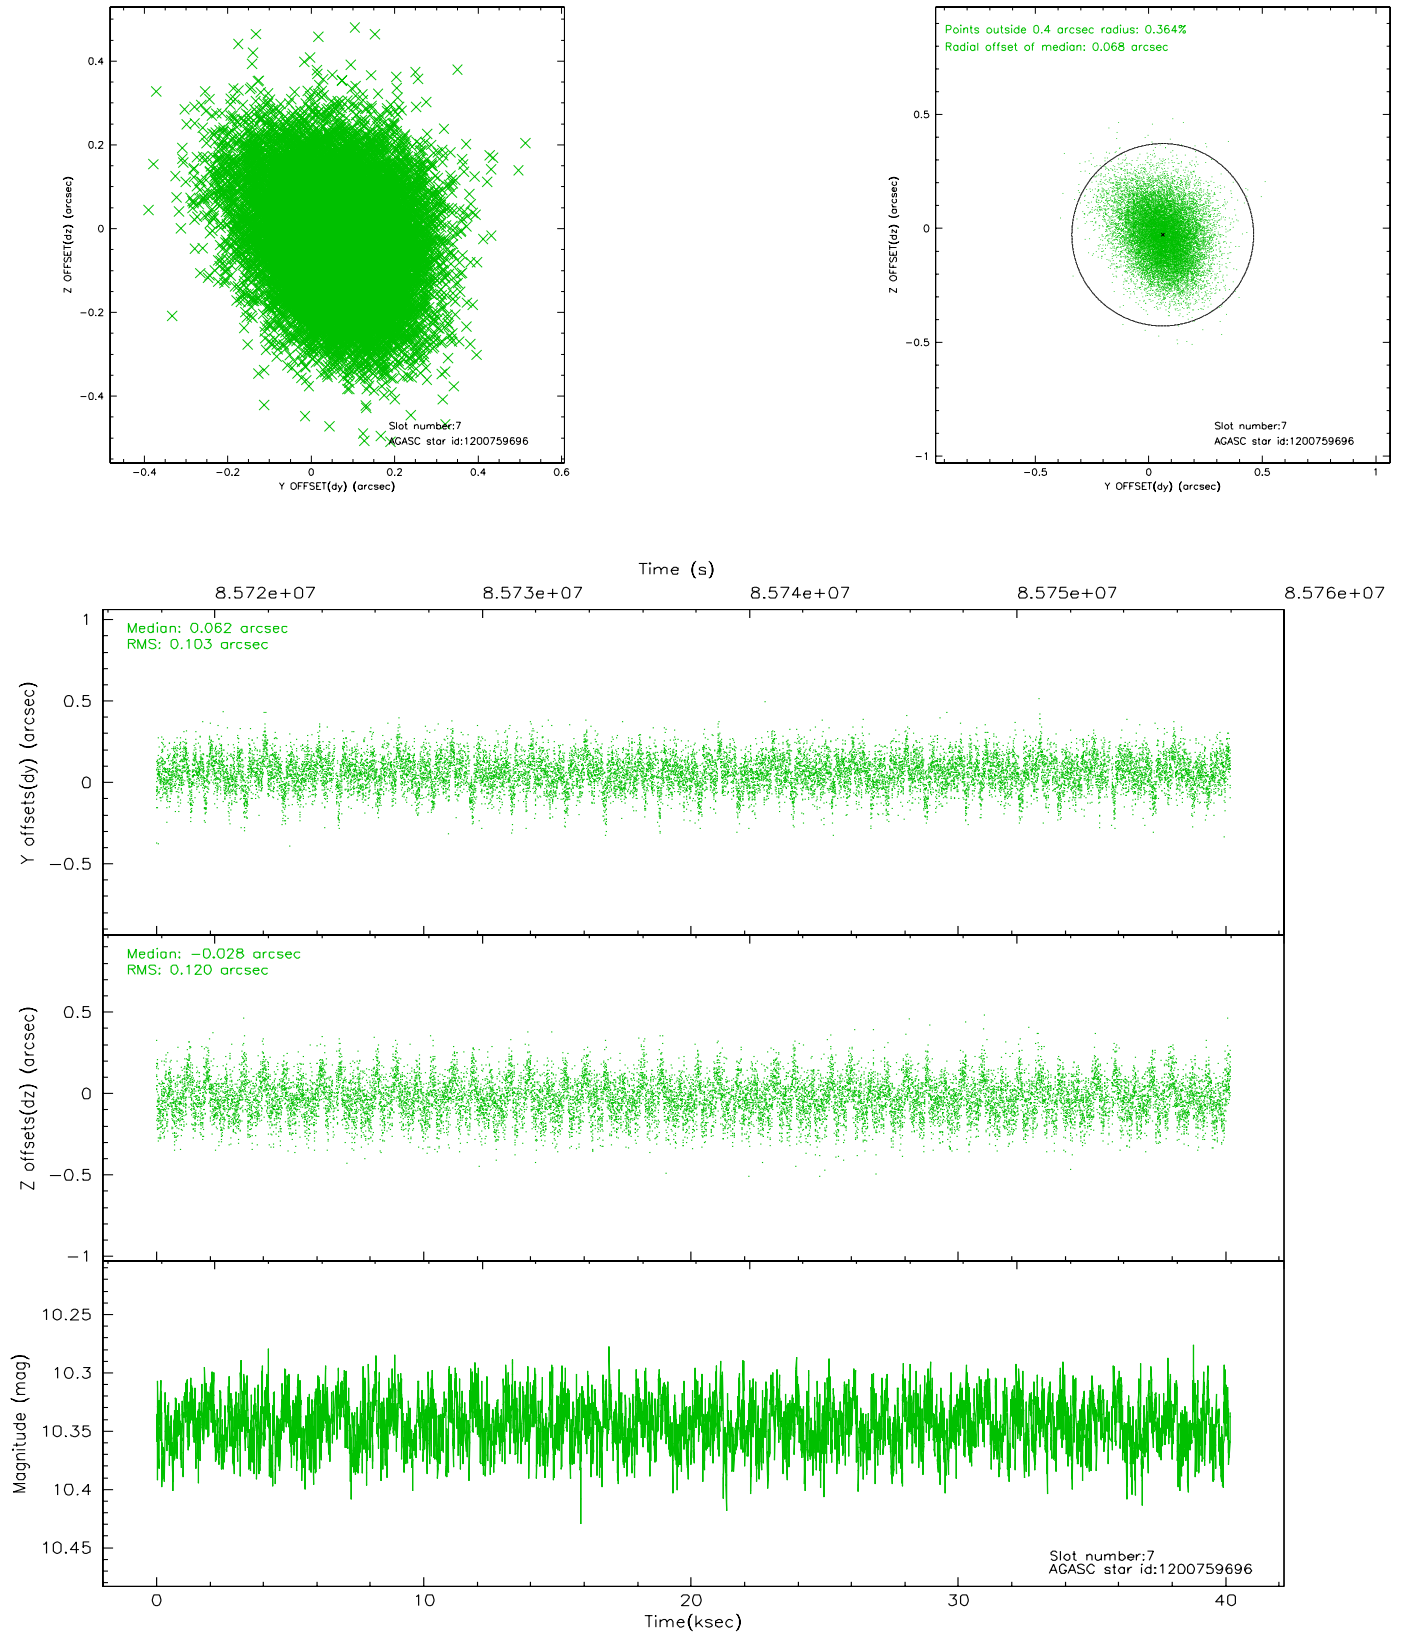 0.4
0.2
0
−0.2
−0.4
Z OFFSET(dz) (arcsec)
−0.4 −0.2 0 0.2 0.4 0.6
Y OFFSET(dy) (arcsec)
Slot number:7
AGASC star id:1200759696
Points outside 0.4 arcsec radius: 0.364%
Radial offset of median: 0.068 arcsec
0.5
0
−0.5
−1
Z OFFSET(dz) (arcsec)
−0.5 0 0.5 1
Y OFFSET(dy) (arcsec)
Slot number:7
AGASC star id:1200759696
Time (s)
8.572e+07 8.573e+07 8.574e+07 8.575e+07 8.576e+07
Median: 0.062 arcsec
RMS: 0.103 arcsec
1
0.5
0
−0.5
Y offsets(dy) (arcsec)
Median: −0.028 arcsec
RMS: 0.120 arcsec
0.5
0
−0.5
−1
Z offsets(dz) (arcsec)
10.25
10.3
10.35
10.4
10.45
Magnitude (mag)
Slot number:7
AGASC star id:1200759696
0 10 20 30 40
Time(ksec)